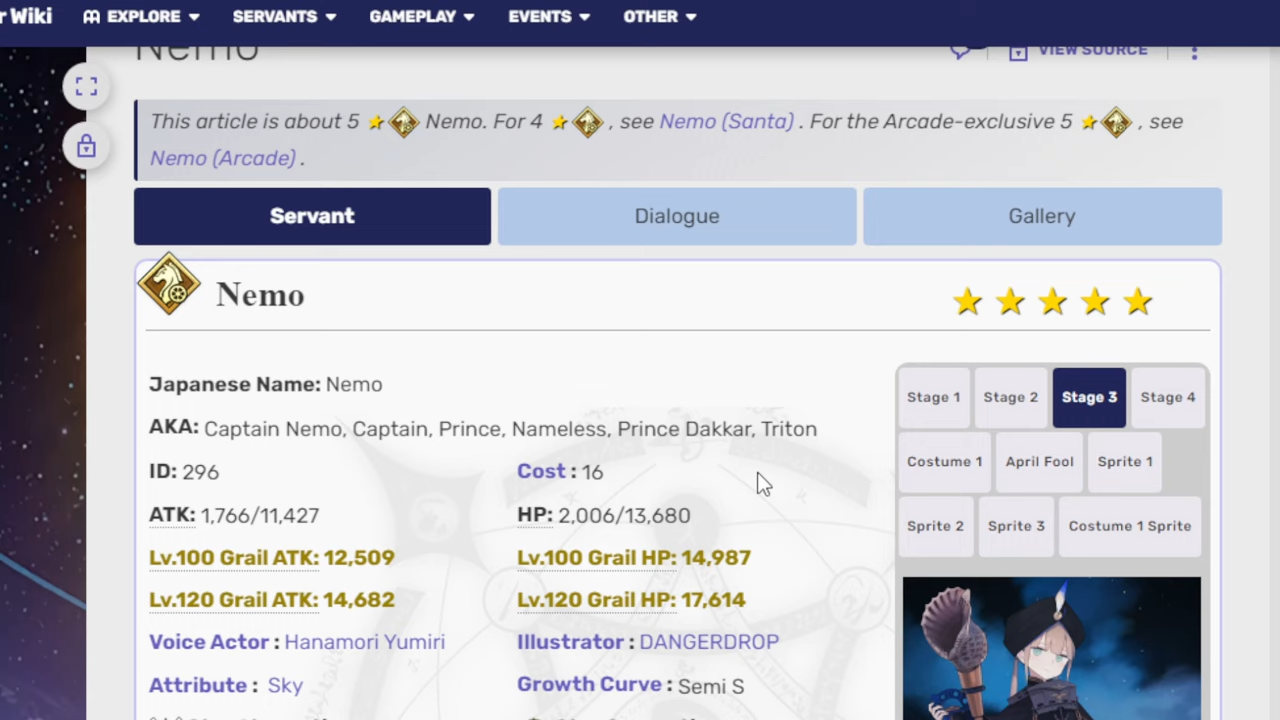 r Wiki EXPLORE SERVANTS GAMEPLAY EVENTS OTHER
Nemo VIEW SOURCE
This article is about 5 Nemo. For 4 , see Nemo (Santa) . For the Arcade-exclusive 5 , see
Nemo (Arcade) .
Servant Dialogue Gallery
Nemo
Japanese Name: Nemo
AKA: Captain Nemo, Captain, Prince, Nameless, Prince Dakkar, Triton
ID: 296 Cost : 16
ATK: 1,766/11,427 HP: 2,006/13,680
Lv.100 Grail ATK: 12,509 Lv.100 Grail HP: 14,987
Lv.120 Grail ATK: 14,682 Lv.120 Grail HP: 17,614
Voice Actor : Hanamori Yumiri Illustrator : DANGERDROP
Attribute : Sky Growth Curve : Semi S
Stage 1 Stage 2 Stage 3 Stage 4
Costume 1 April Fool Sprite 1
Sprite 2 Sprite 3 Costume 1 Sprite